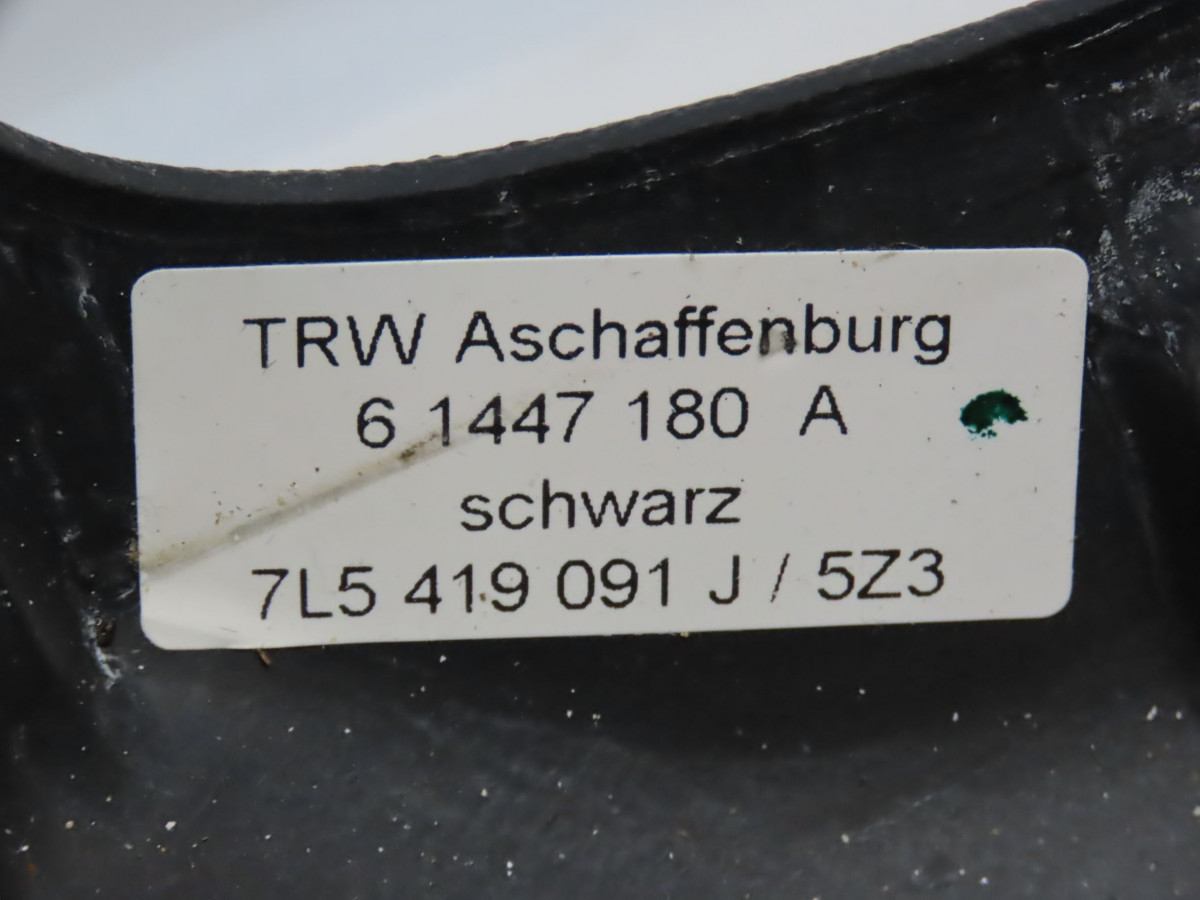 TRW Aschaffenburg
6 1447 180 A
schwarz
7L5 419 091 J / 5Z3